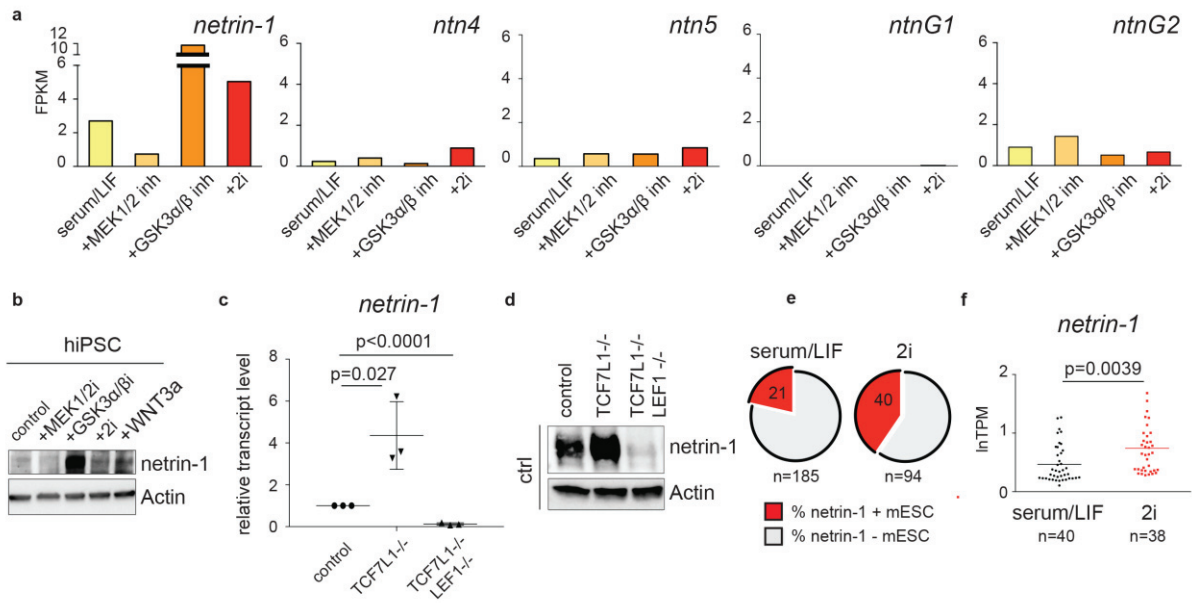 a
netrin-1
ntn4
ntn5
ntnG1
ntnG2
FPKM
12
10
6
4
2
0
6
4
2
0
6
4
2
0
6
4
2
0
6
4
2
0
serum/LIF
+MEK1/2 inh
+GSK3α/β inh
+2i
serum/LIF
+MEK1/2 inh
+GSK3α/β inh
+2i
serum/LIF
+MEK1/2 inh
+GSK3α/β inh
+2i
serum/LIF
+MEK1/2 inh
+GSK3α/β inh
+2i
serum/LIF
+MEK1/2 inh
+GSK3α/β inh
+2i
b
hiPSC
control
+MEK1/2i
+GSK3α/βi
+2i
+WNT3a
netrin-1
Actin
c
netrin-1
p<0.0001
p=0.027
relative transcript level
8
6
4
2
0
control
TCF7L1-/-
TCF7L1-/-
LEF1-/-
d
control
TCF7L1-/-
TCF7L1-/-
LEF1 -/-
ctrl
netrin-1
Actin
e
serum/LIF
2i
21
40
n=185
n=94
% netrin-1 + mESC
% netrin-1 - mESC
f
netrin-1
p=0.0039
lnTPM
2
1
0
serum/LIF
2i
n=40
n=38